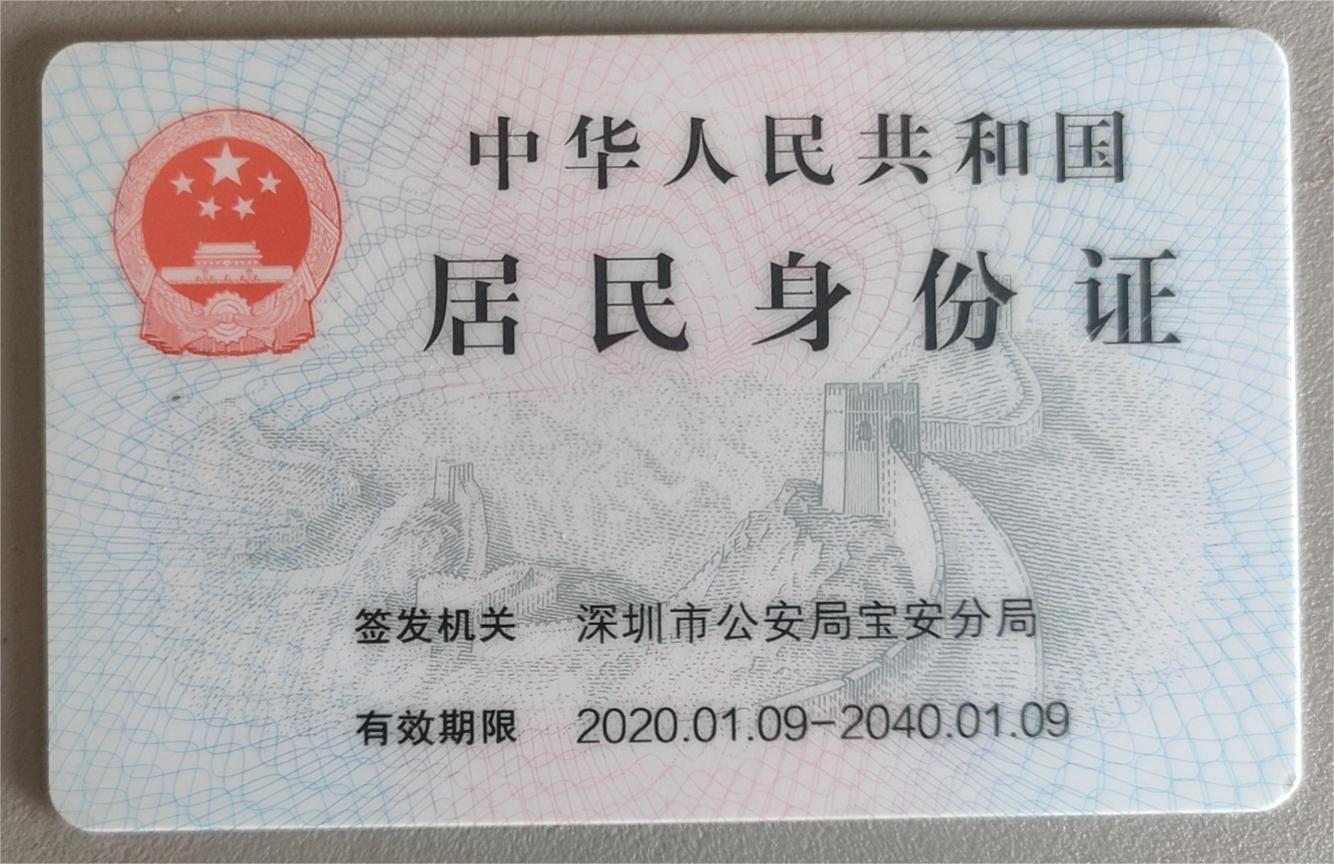 中华人民共和国
居民身份证
签发机关 深圳市公安局宝安分局
有效期限 2020.01.09-2040.01.09